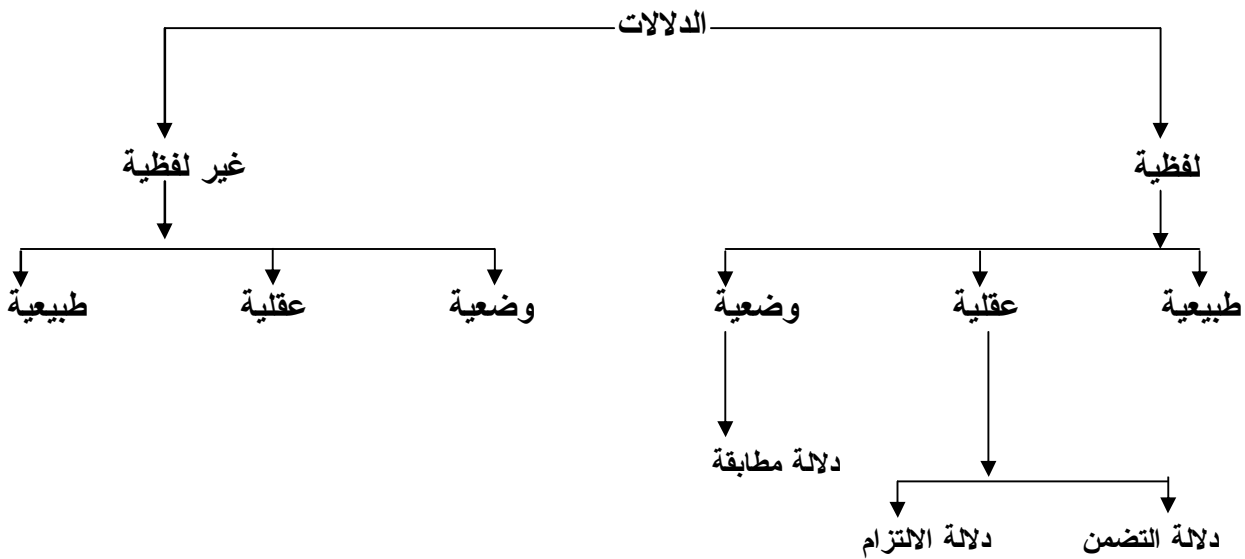 الدلالات
لفظية
غير لفظية
طبيعية
عقلية
وضعية
وضعية
عقلية
طبيعية
دلالة مطابقة
دلالة التضمن
دلالة الالتزام